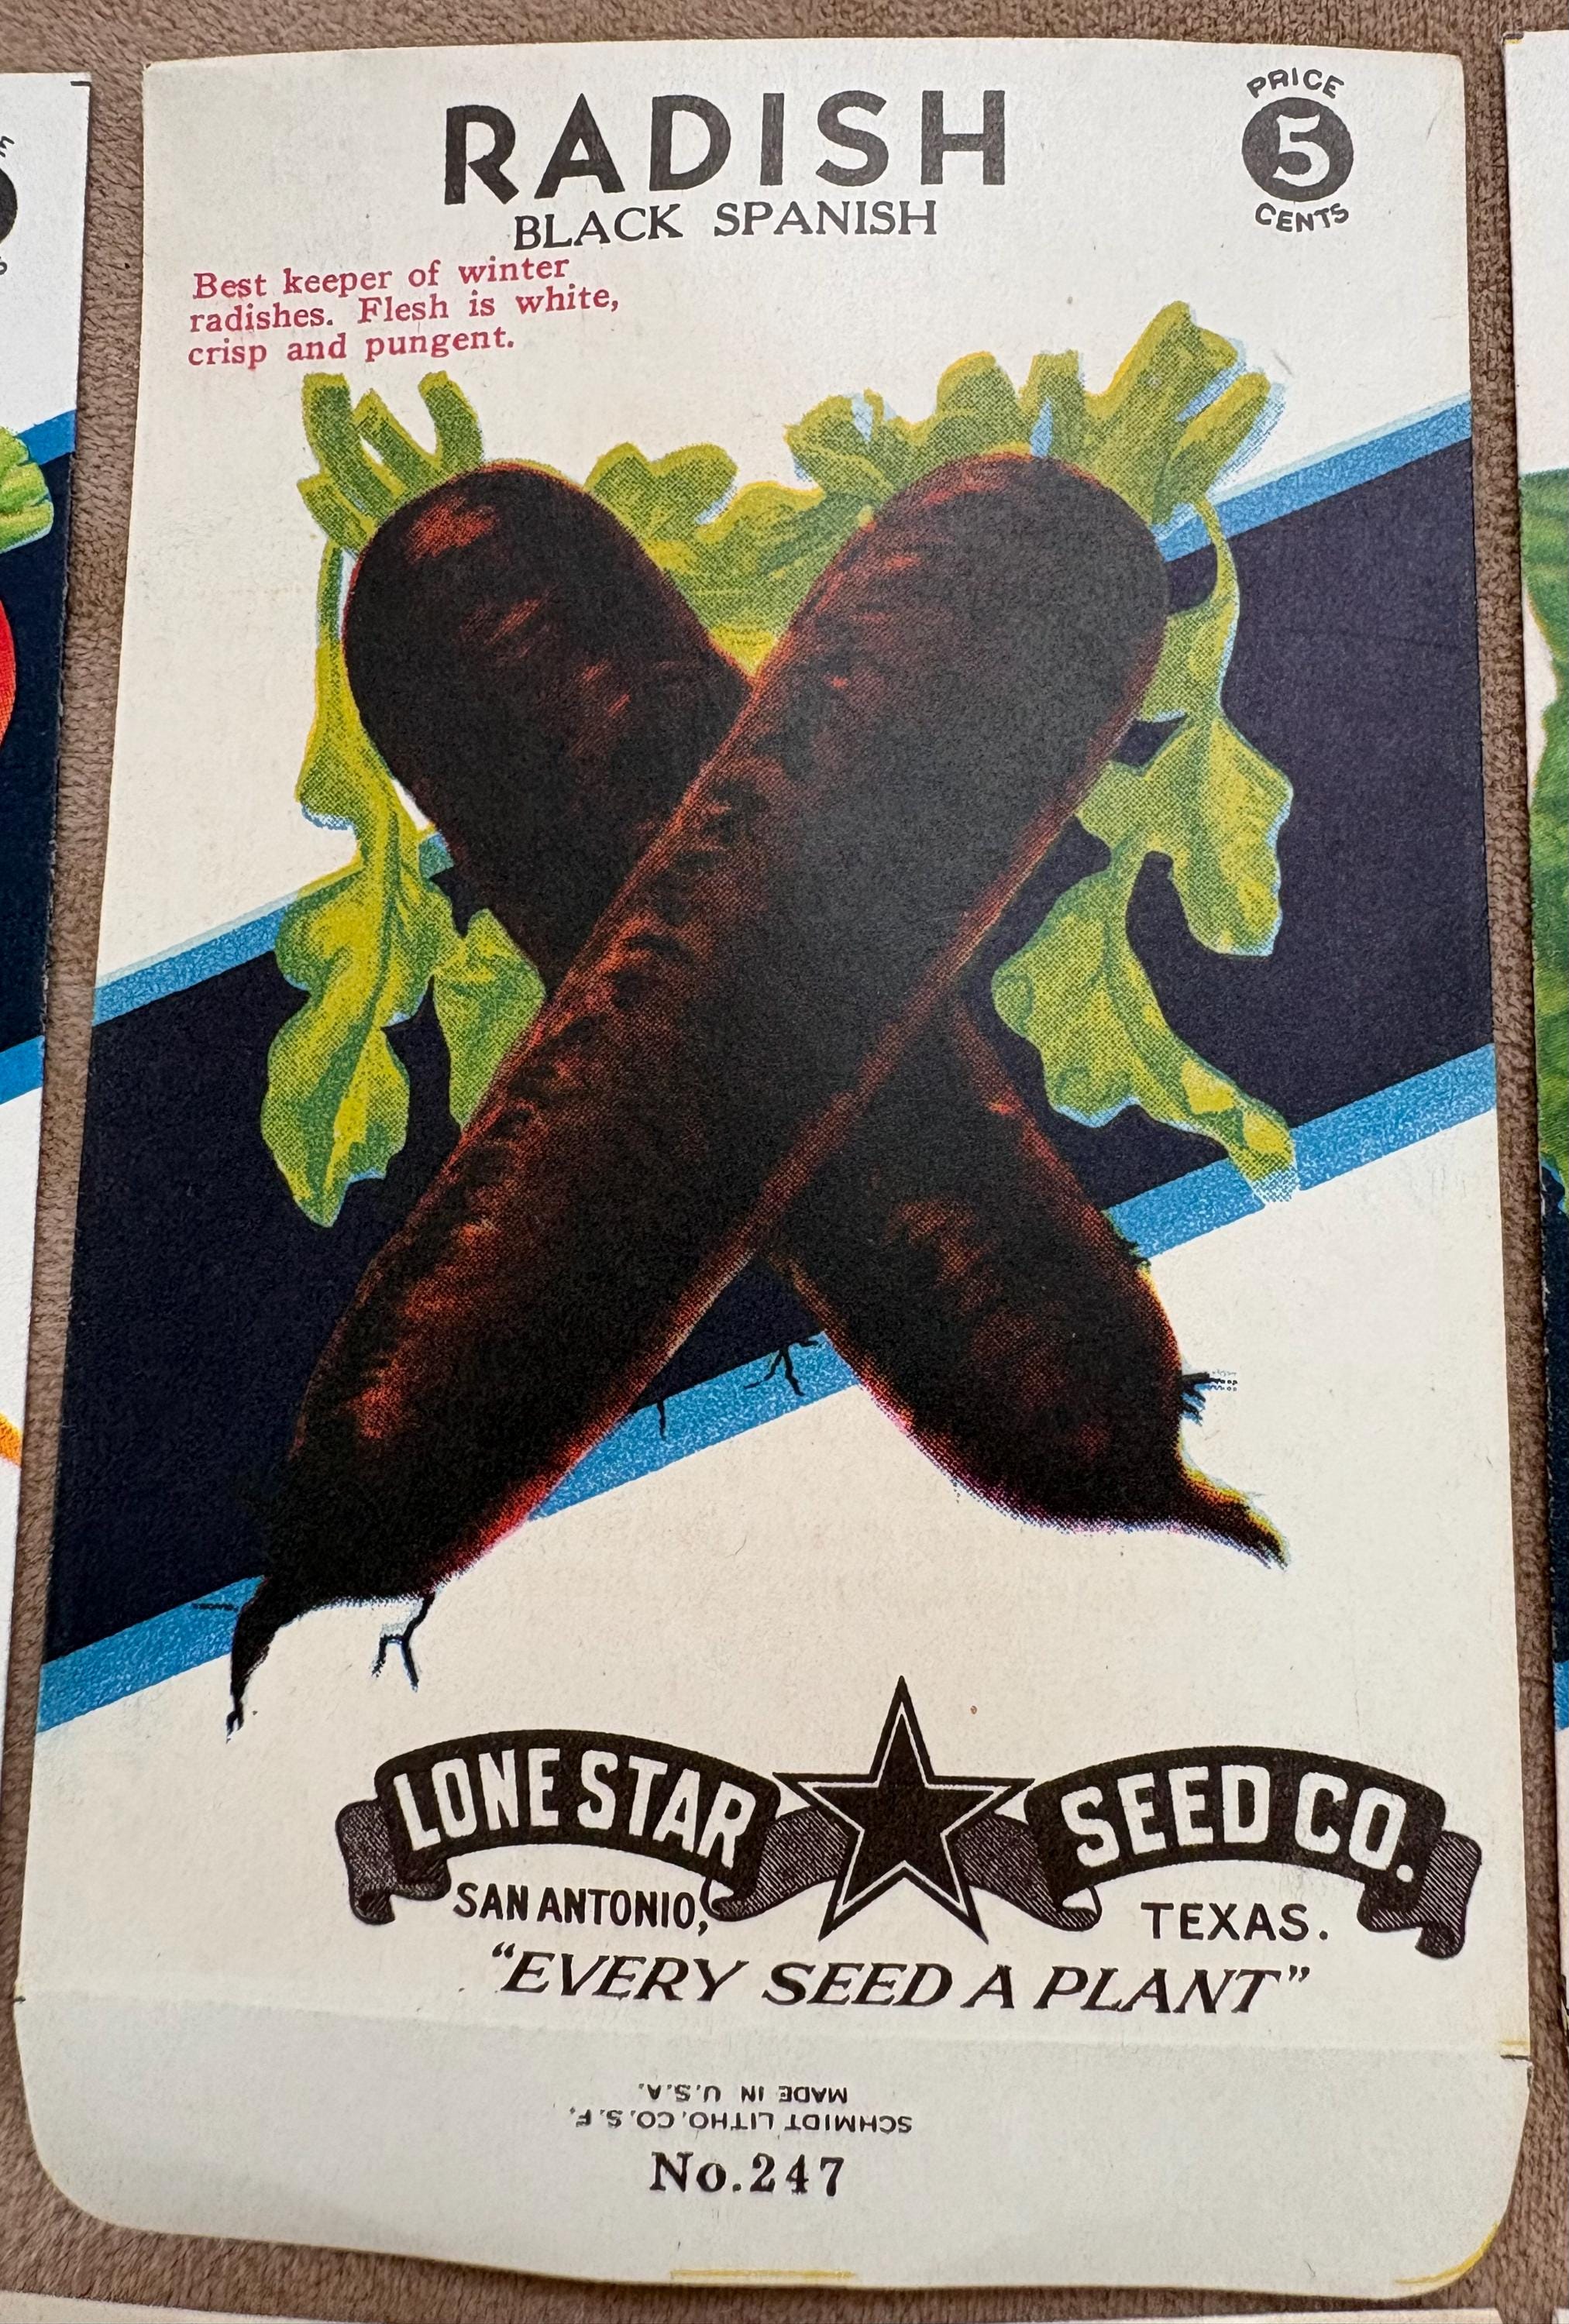 RADISH
BLACK SPANISH
PRICE
5
CENTS
Best keeper of winter
radishes. Flesh is white,
crisp and pungent.
LONE STAR SEED CO.
SAN ANTONIO, TEXAS.
"EVERY SEED A PLANT"
SCHMIDT LITHO. CO. S.F.
MADE IN U.S.A.
No. 247